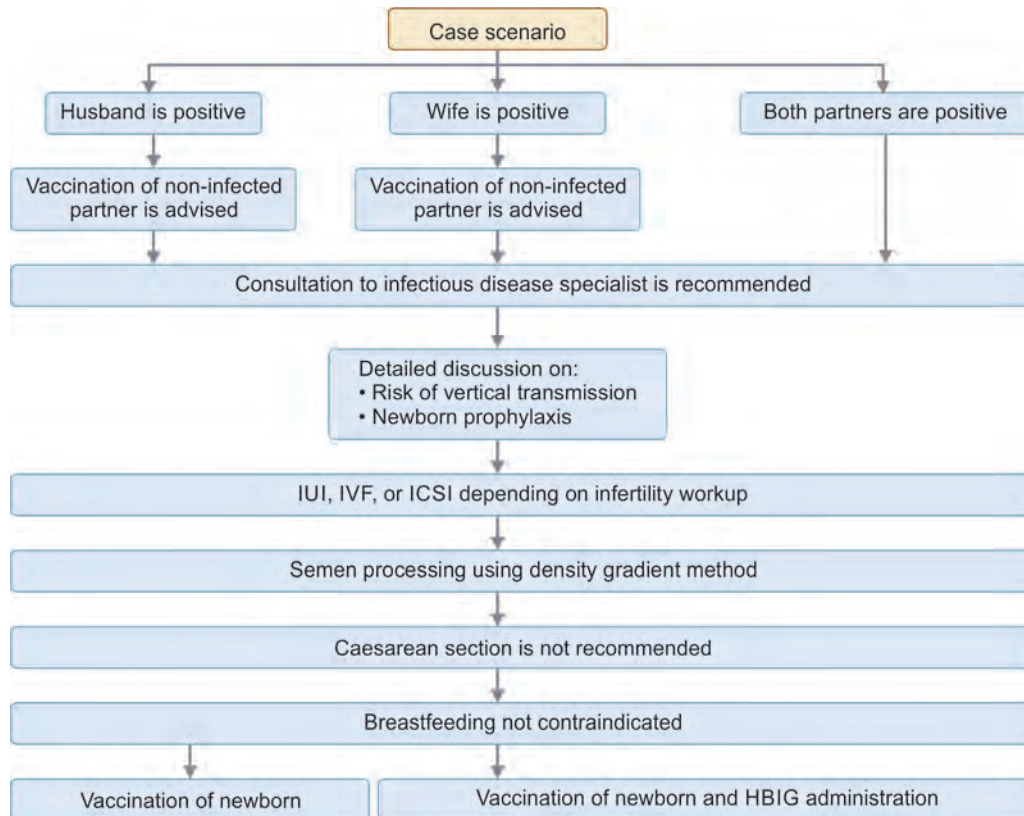 Case scenario
Husband is positive
Wife is positive
Both partners are positive
Vaccination of non-infected
partner is advised
Vaccination of non-infected
partner is advised
Consultation to infectious disease specialist is recommended
Detailed discussion on:
• Risk of vertical transmission
• Newborn prophylaxis
IUI, IVF, or ICSI depending on infertility workup
Semen processing using density gradient method
Caesarean section is not recommended
Breastfeeding not contraindicated
Vaccination of newborn
Vaccination of newborn and HBIG administration